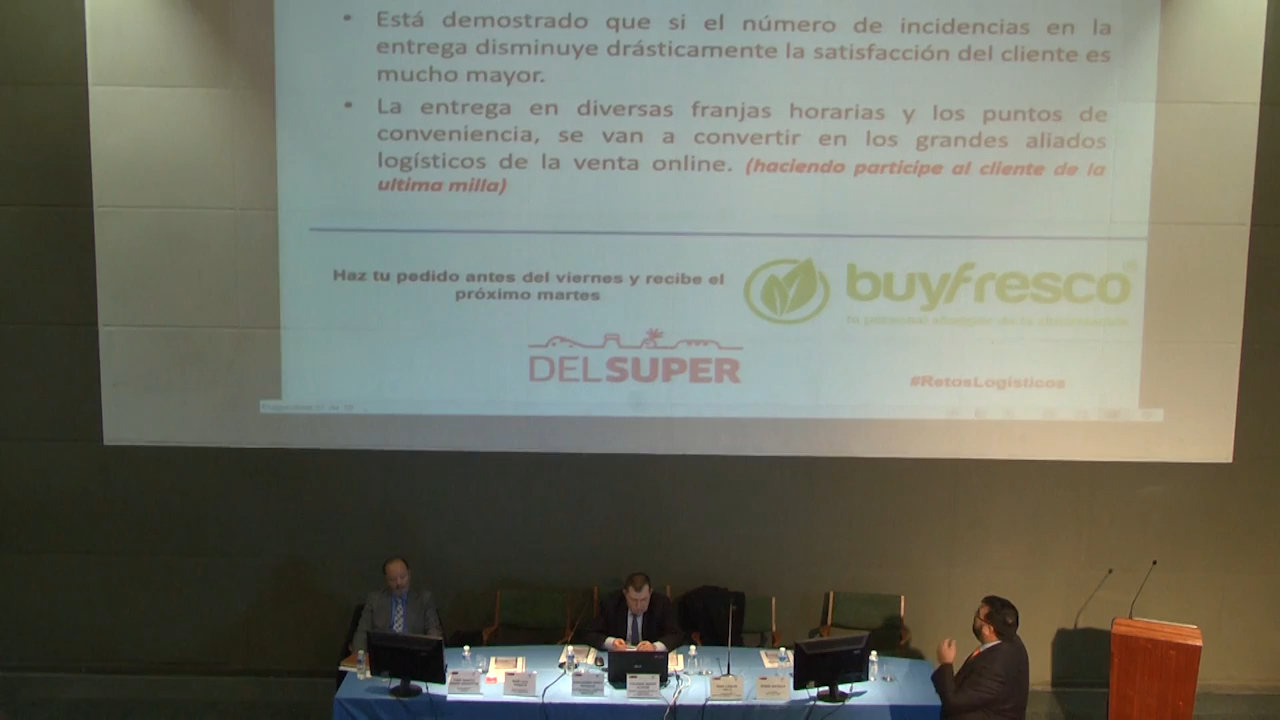 • Está demostrado que si el número de incidencias en la
entrega disminuye drásticamente la satisfacción del cliente es
mucho mayor.
• La entrega en diversas franjas horarias y los puntos de
conveniencia, se van a convertir en los grandes aliados
logísticos de la venta online. (haciendo participe al cliente de la
ultima milla)
Haz tu pedido antes del viernes y recibe el
próximo martes
buyfresco
DELSUPER
#RetosLogísticos